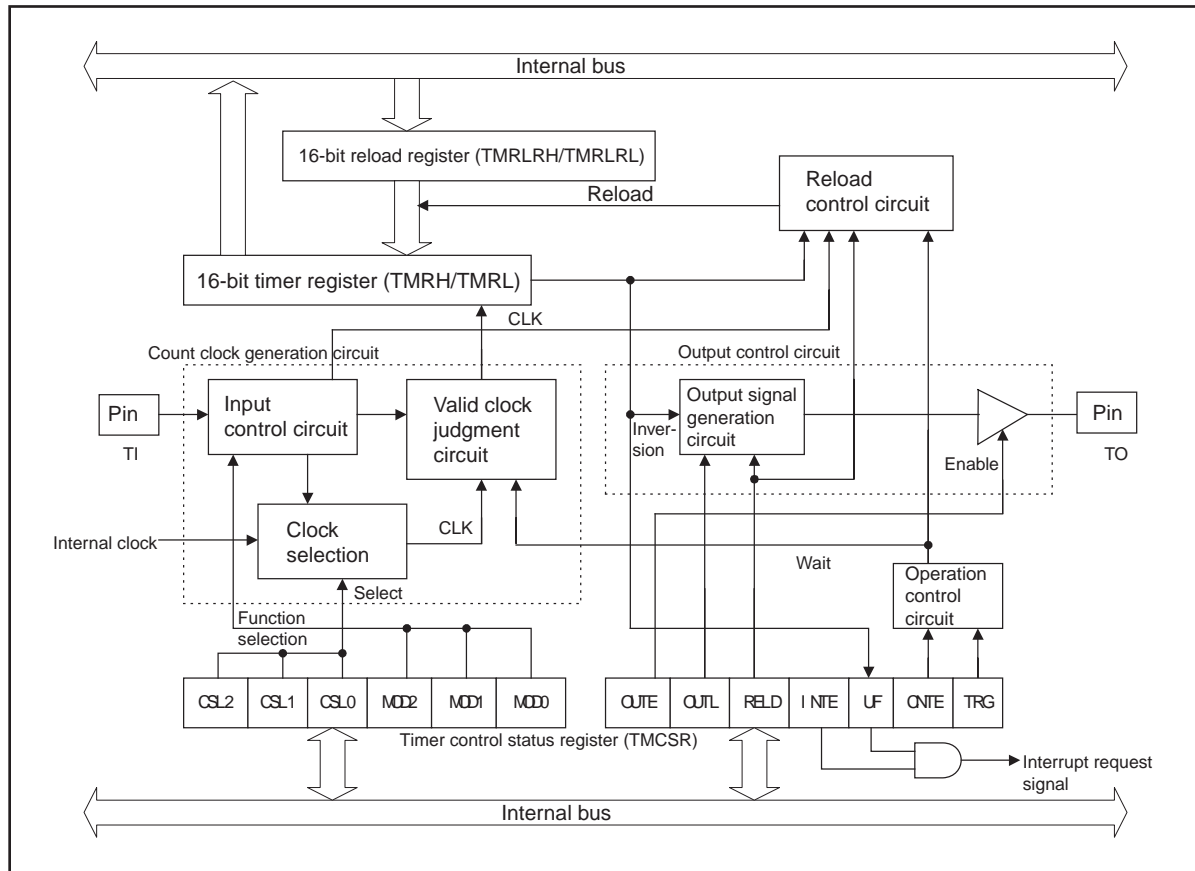 Internal bus
16-bit reload register (TMRLRH/TMRLRL)
Reload
control circuit
Reload
16-bit timer register (TMRH/TMRL)
CLK
Count clock generation circuit
Output control circuit
Pin
TI
Input
control circuit
Valid clock
judgment
circuit
Inver-
sion
Output signal
generation
circuit
Enable
Pin
TO
Internal clock
Clock
selection
CLK
Wait
Select
Operation
control
circuit
Function
selection
CSL2 CSL1 CSL0 MOD2 MOD1 MOD0
OUTE OUTL RELD INTE UF CNTE TRG
Timer control status register (TMCSR)
Interrupt request
signal
Internal bus